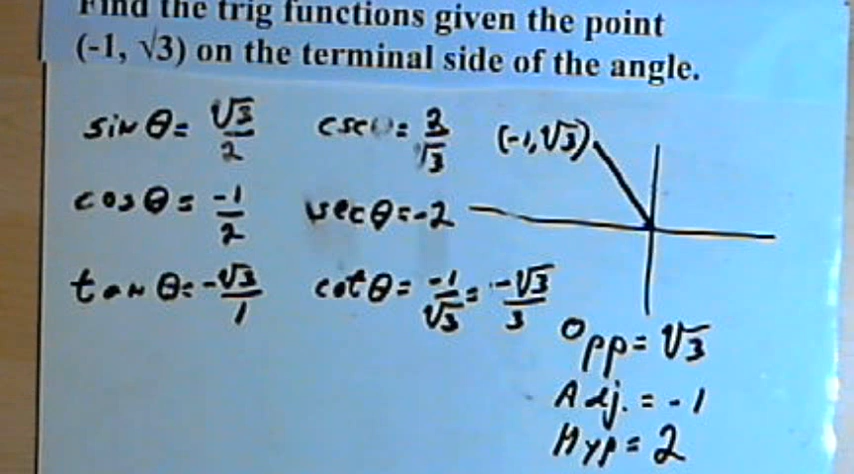 Find the trig functions given the point
(-1, √3) on the terminal side of the angle.
sin θ = √3/2 csc θ = 2/√3 (-1, √3)
cos θ = -1/2 sec θ = -2
tan θ = -√3/1 cot θ = -1/√3 = -√3/3
Opp = √3
Adj. = -1
Hyp = 2